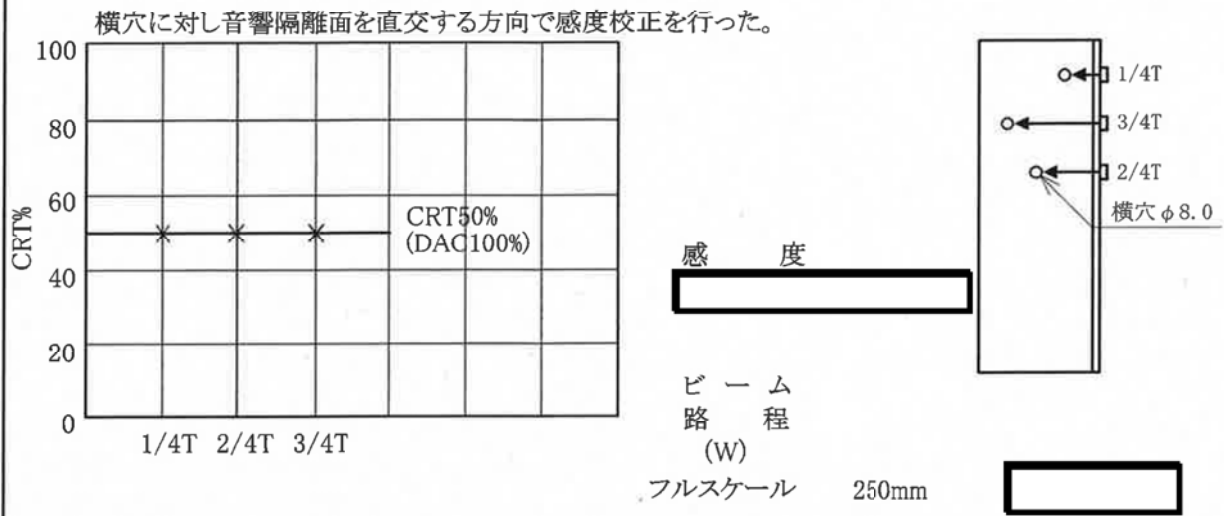 横穴に対し音響隔離面を直交する方向で感度校正を行った。
100
80
60
40
20
0
CRT%
CRT50%
(DAC100%)
1/4T 2/4T 3/4T
1/4T
3/4T
2/4T
横穴φ8.0
感 度
ビーム
路 程
(W)
フルスケール 250mm